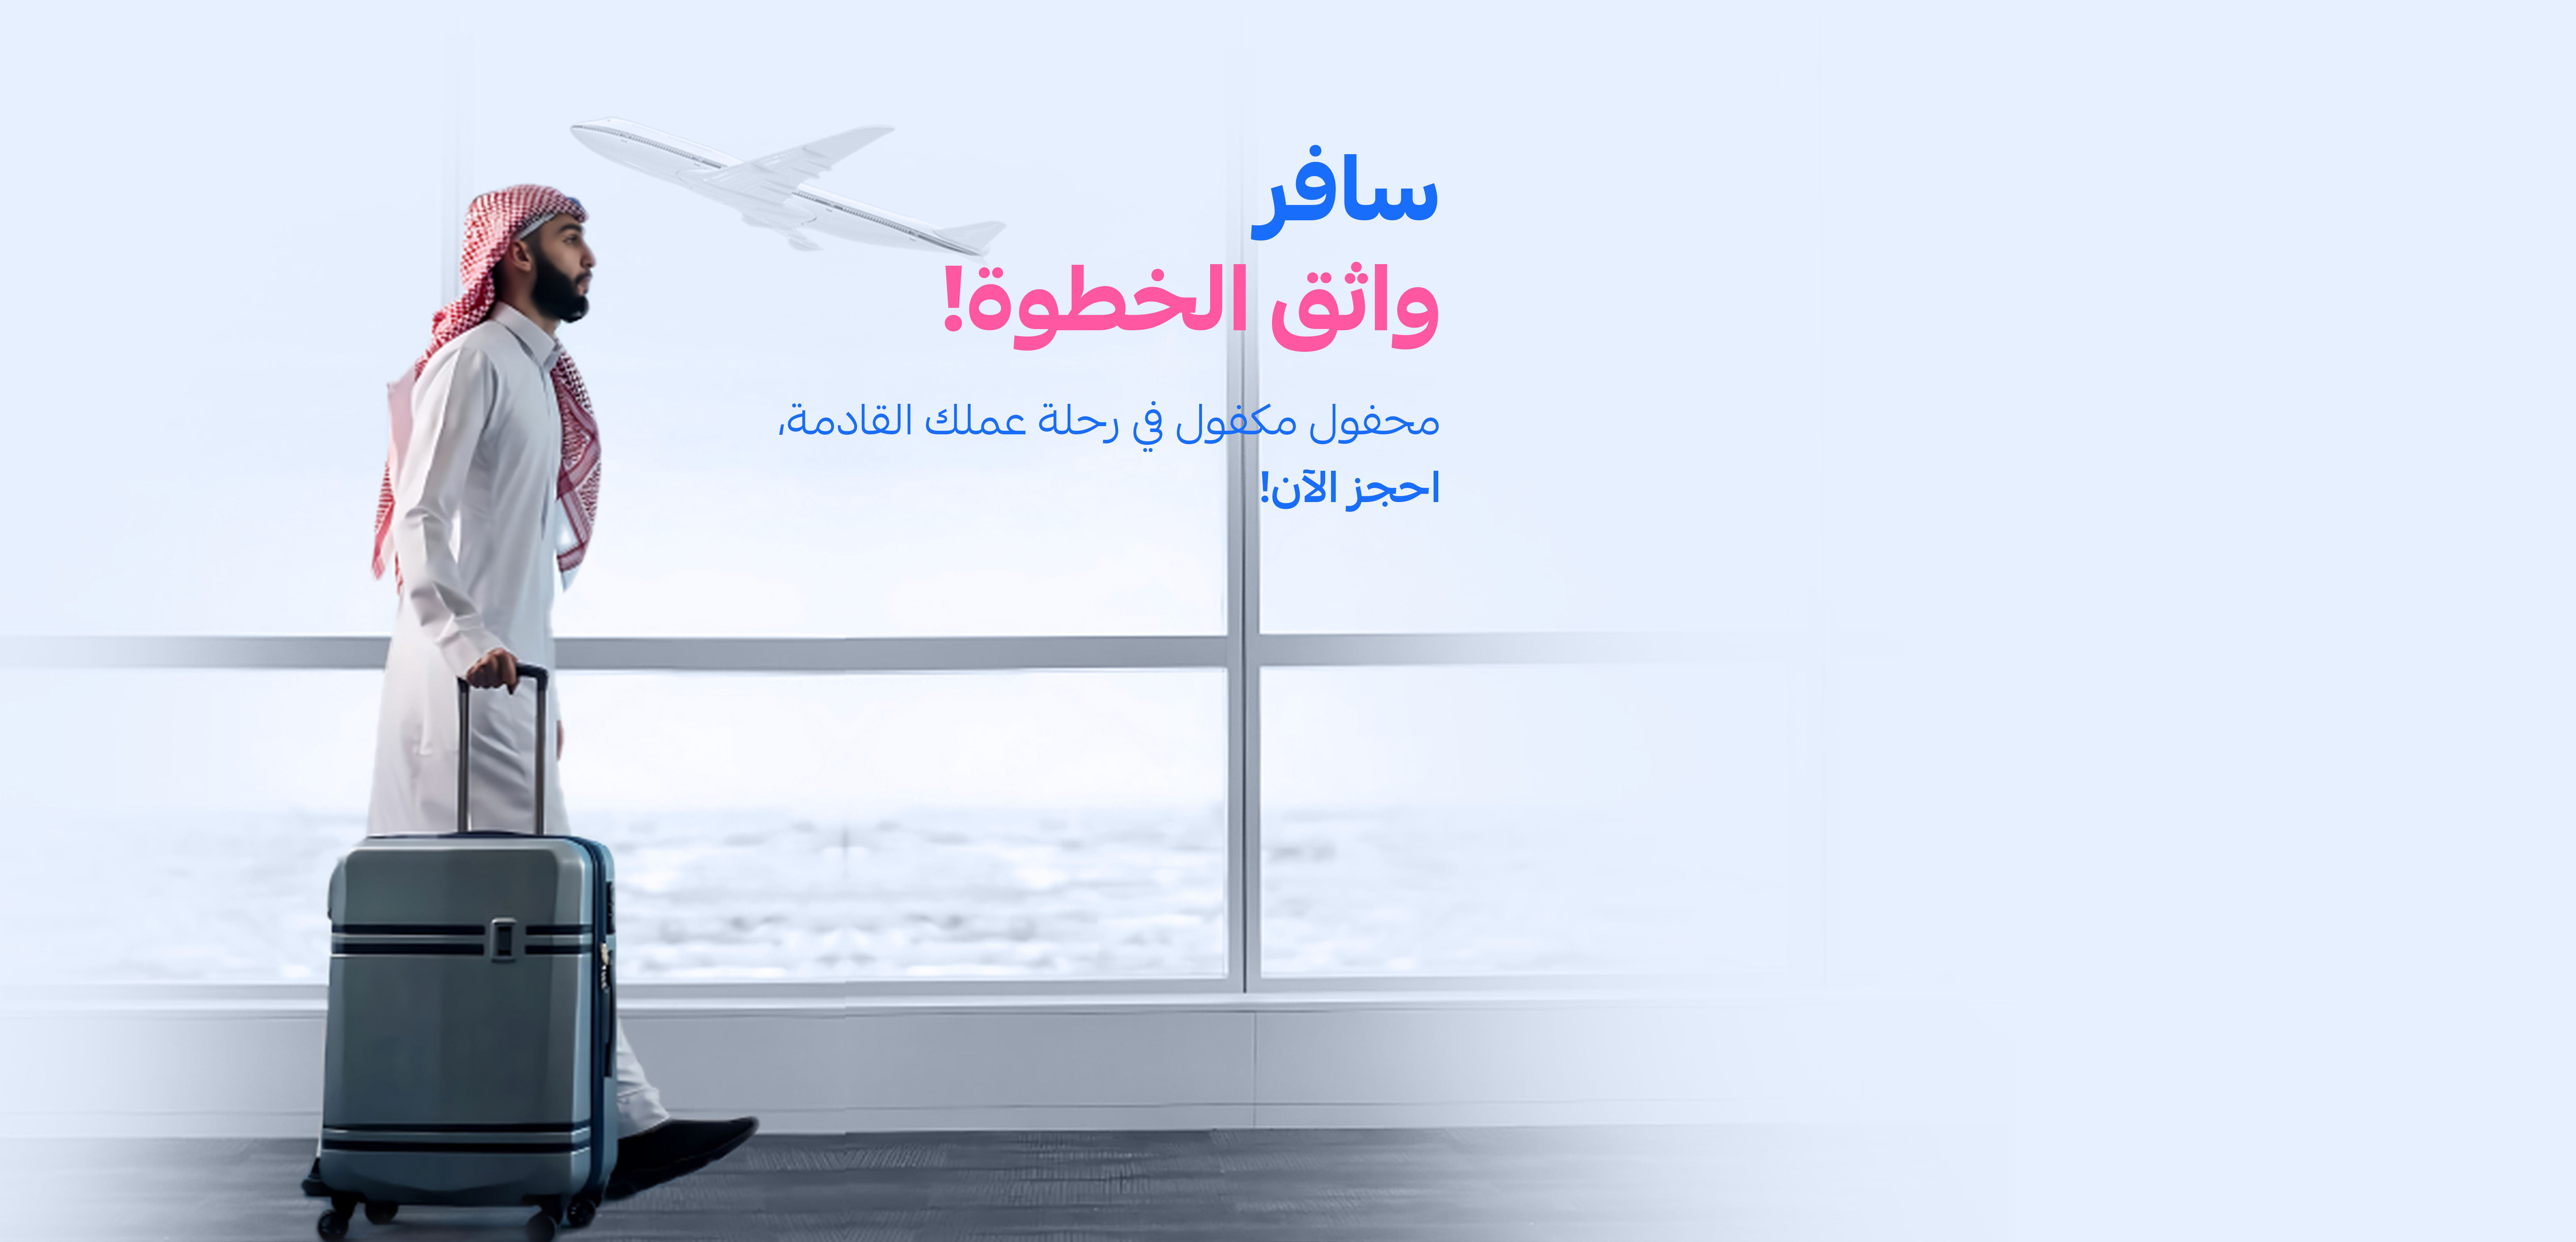 سافر
واثق الخطوة!
محفول مكفول في رحلة عملك القادمة،
احجز الآن!